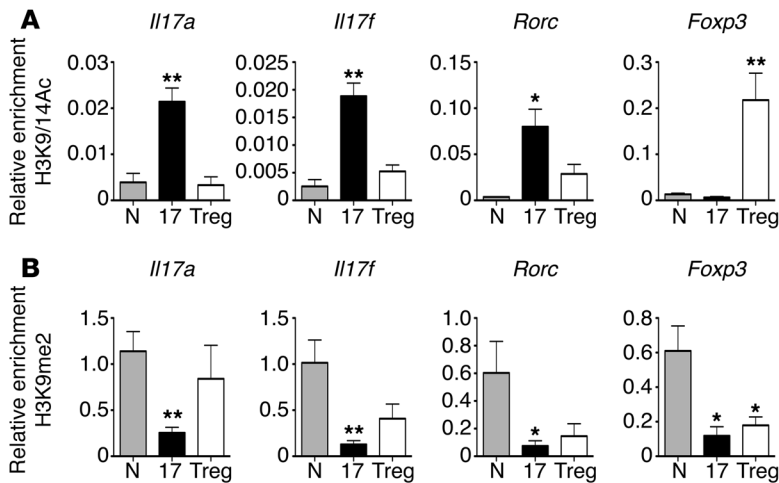 A
Il17a
Il17f
Rorc
Foxp3
Relative enrichment
H3K9/14Ac
0.03
0.02
0.01
0
**
N 17 Treg
0.025
0.020
0.015
0.010
0.005
0
**
N 17 Treg
0.15
0.10
0.05
0
*
N 17 Treg
0.3
0.2
0.1
0
**
N 17 Treg
B
Il17a
Il17f
Rorc
Foxp3
Relative enrichment
H3K9me2
1.5
1.0
0.5
0
**
N 17 Treg
1.5
1.0
0.5
0
**
N 17 Treg
1.0
0.8
0.6
0.4
0.2
0
*
N 17 Treg
0.8
0.6
0.4
0.2
0
*
*
N 17 Treg